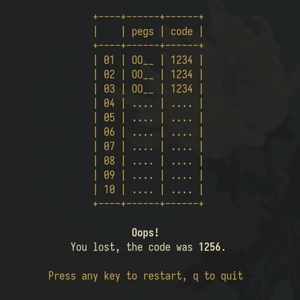 +----+------+------+
|    | pegs | code |
+----+------+------+
| 01 | OO__ | 1234 |
| 02 | OO__ | 1234 |
| 03 | OO__ | 1234 |
| 04 | .... | .... |
| 05 | .... | .... |
| 06 | .... | .... |
| 07 | .... | .... |
| 08 | .... | .... |
| 09 | .... | .... |
| 10 | .... | .... |
+----+------+------+
Oops!
You lost, the code was 1256.
Press any key to restart, q to quit